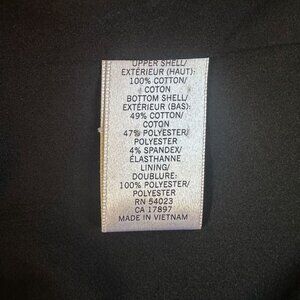 UPPER SHELL/
EXTÉRIEUR (HAUT):
100% COTTON/
COTON
BOTTOM SHELL/
EXTÉRIEUR (BAS):
49% COTTON/
COTON
47% POLYESTER/
POLYESTER
4% SPANDEX/
ÉLASTHANNE
LINING/
DOUBLURE:
100% POLYESTER/
POLYESTER
RN 54023
CA 17897
MADE IN VIETNAM